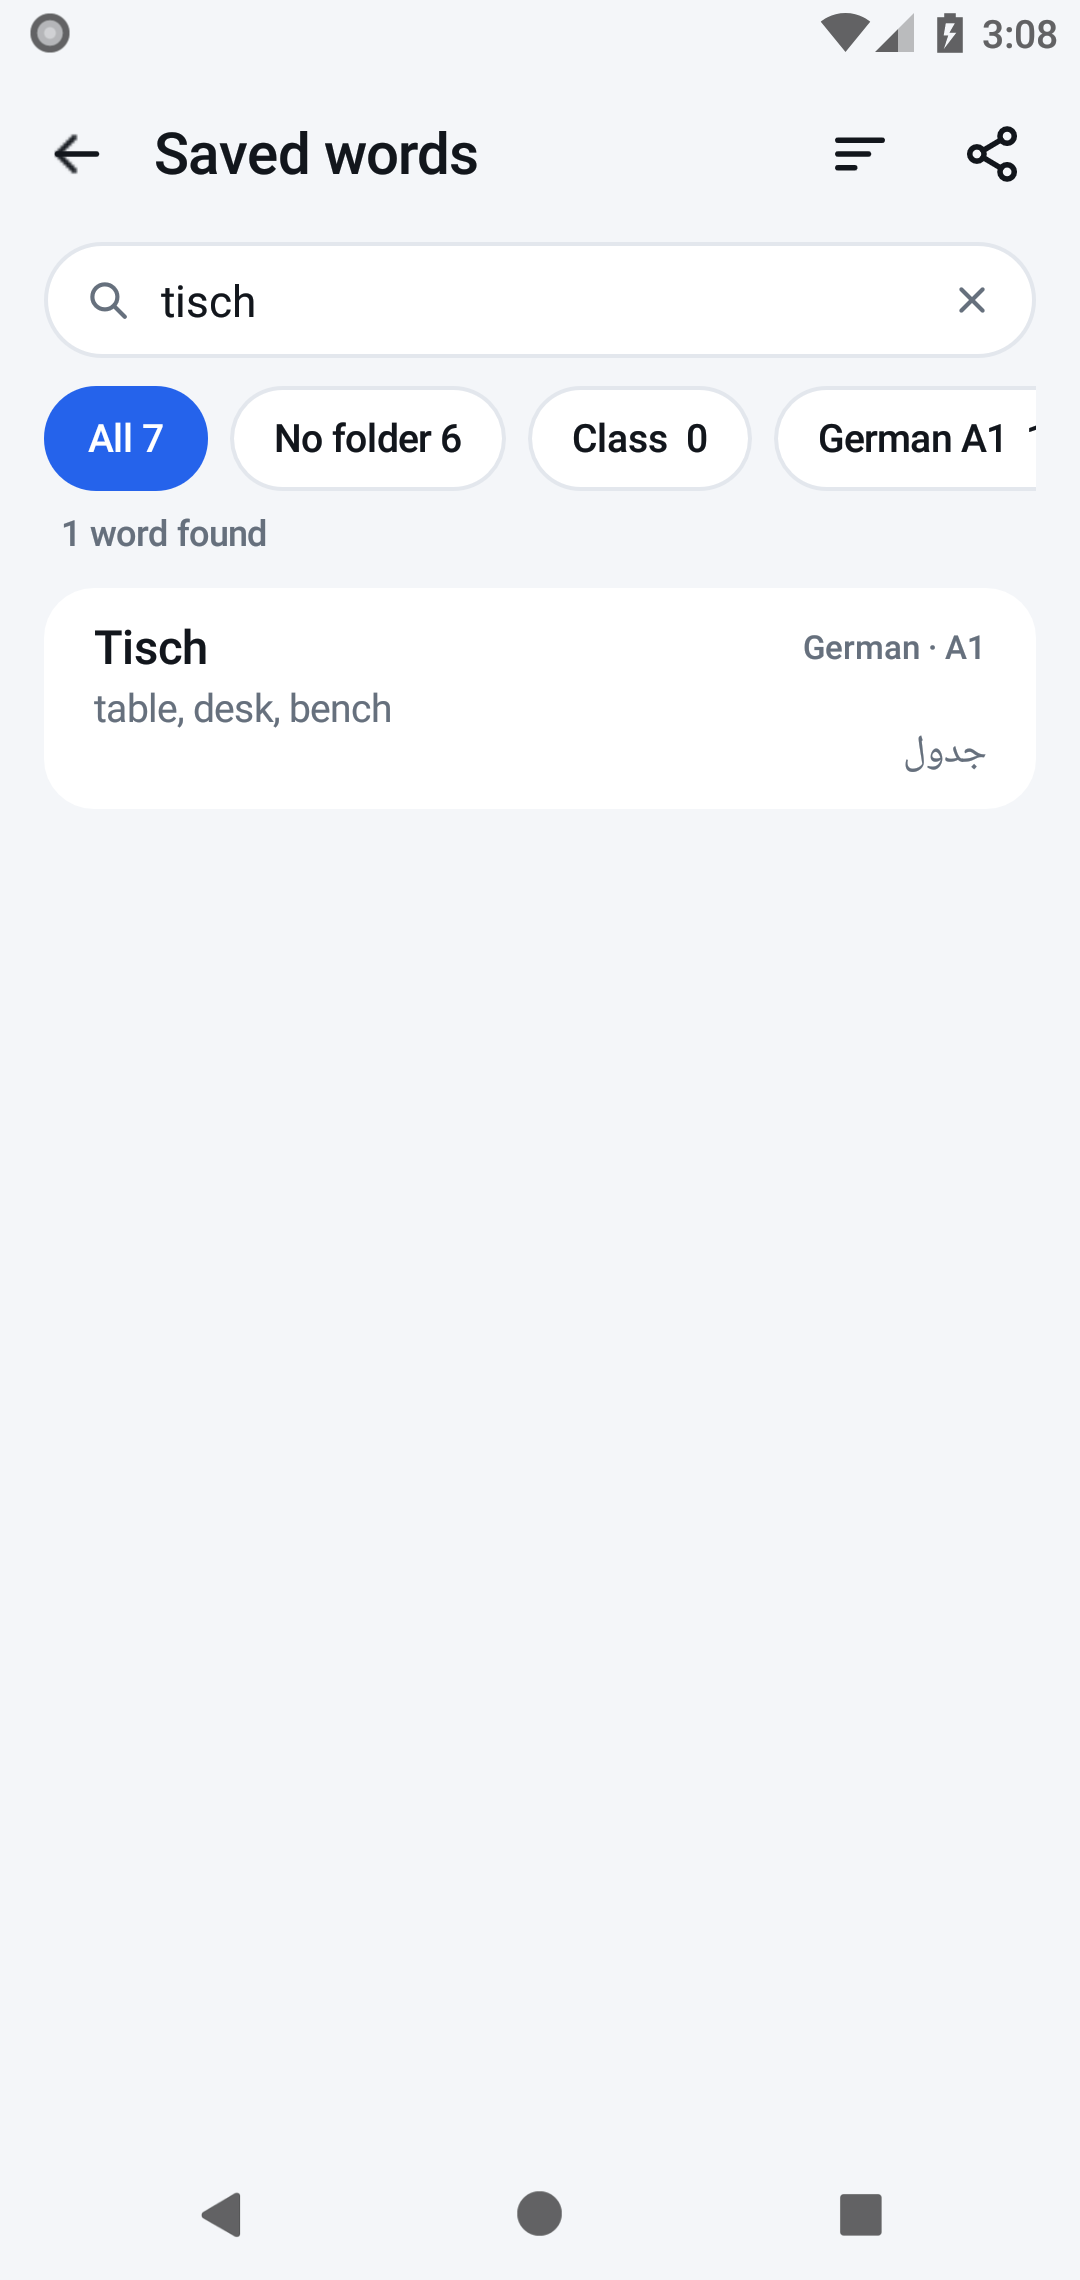 3:08
Saved words
tisch
All 7
No folder 6
Class 0
German A1
1 word found
Tisch
German · A1
table, desk, bench
جدول